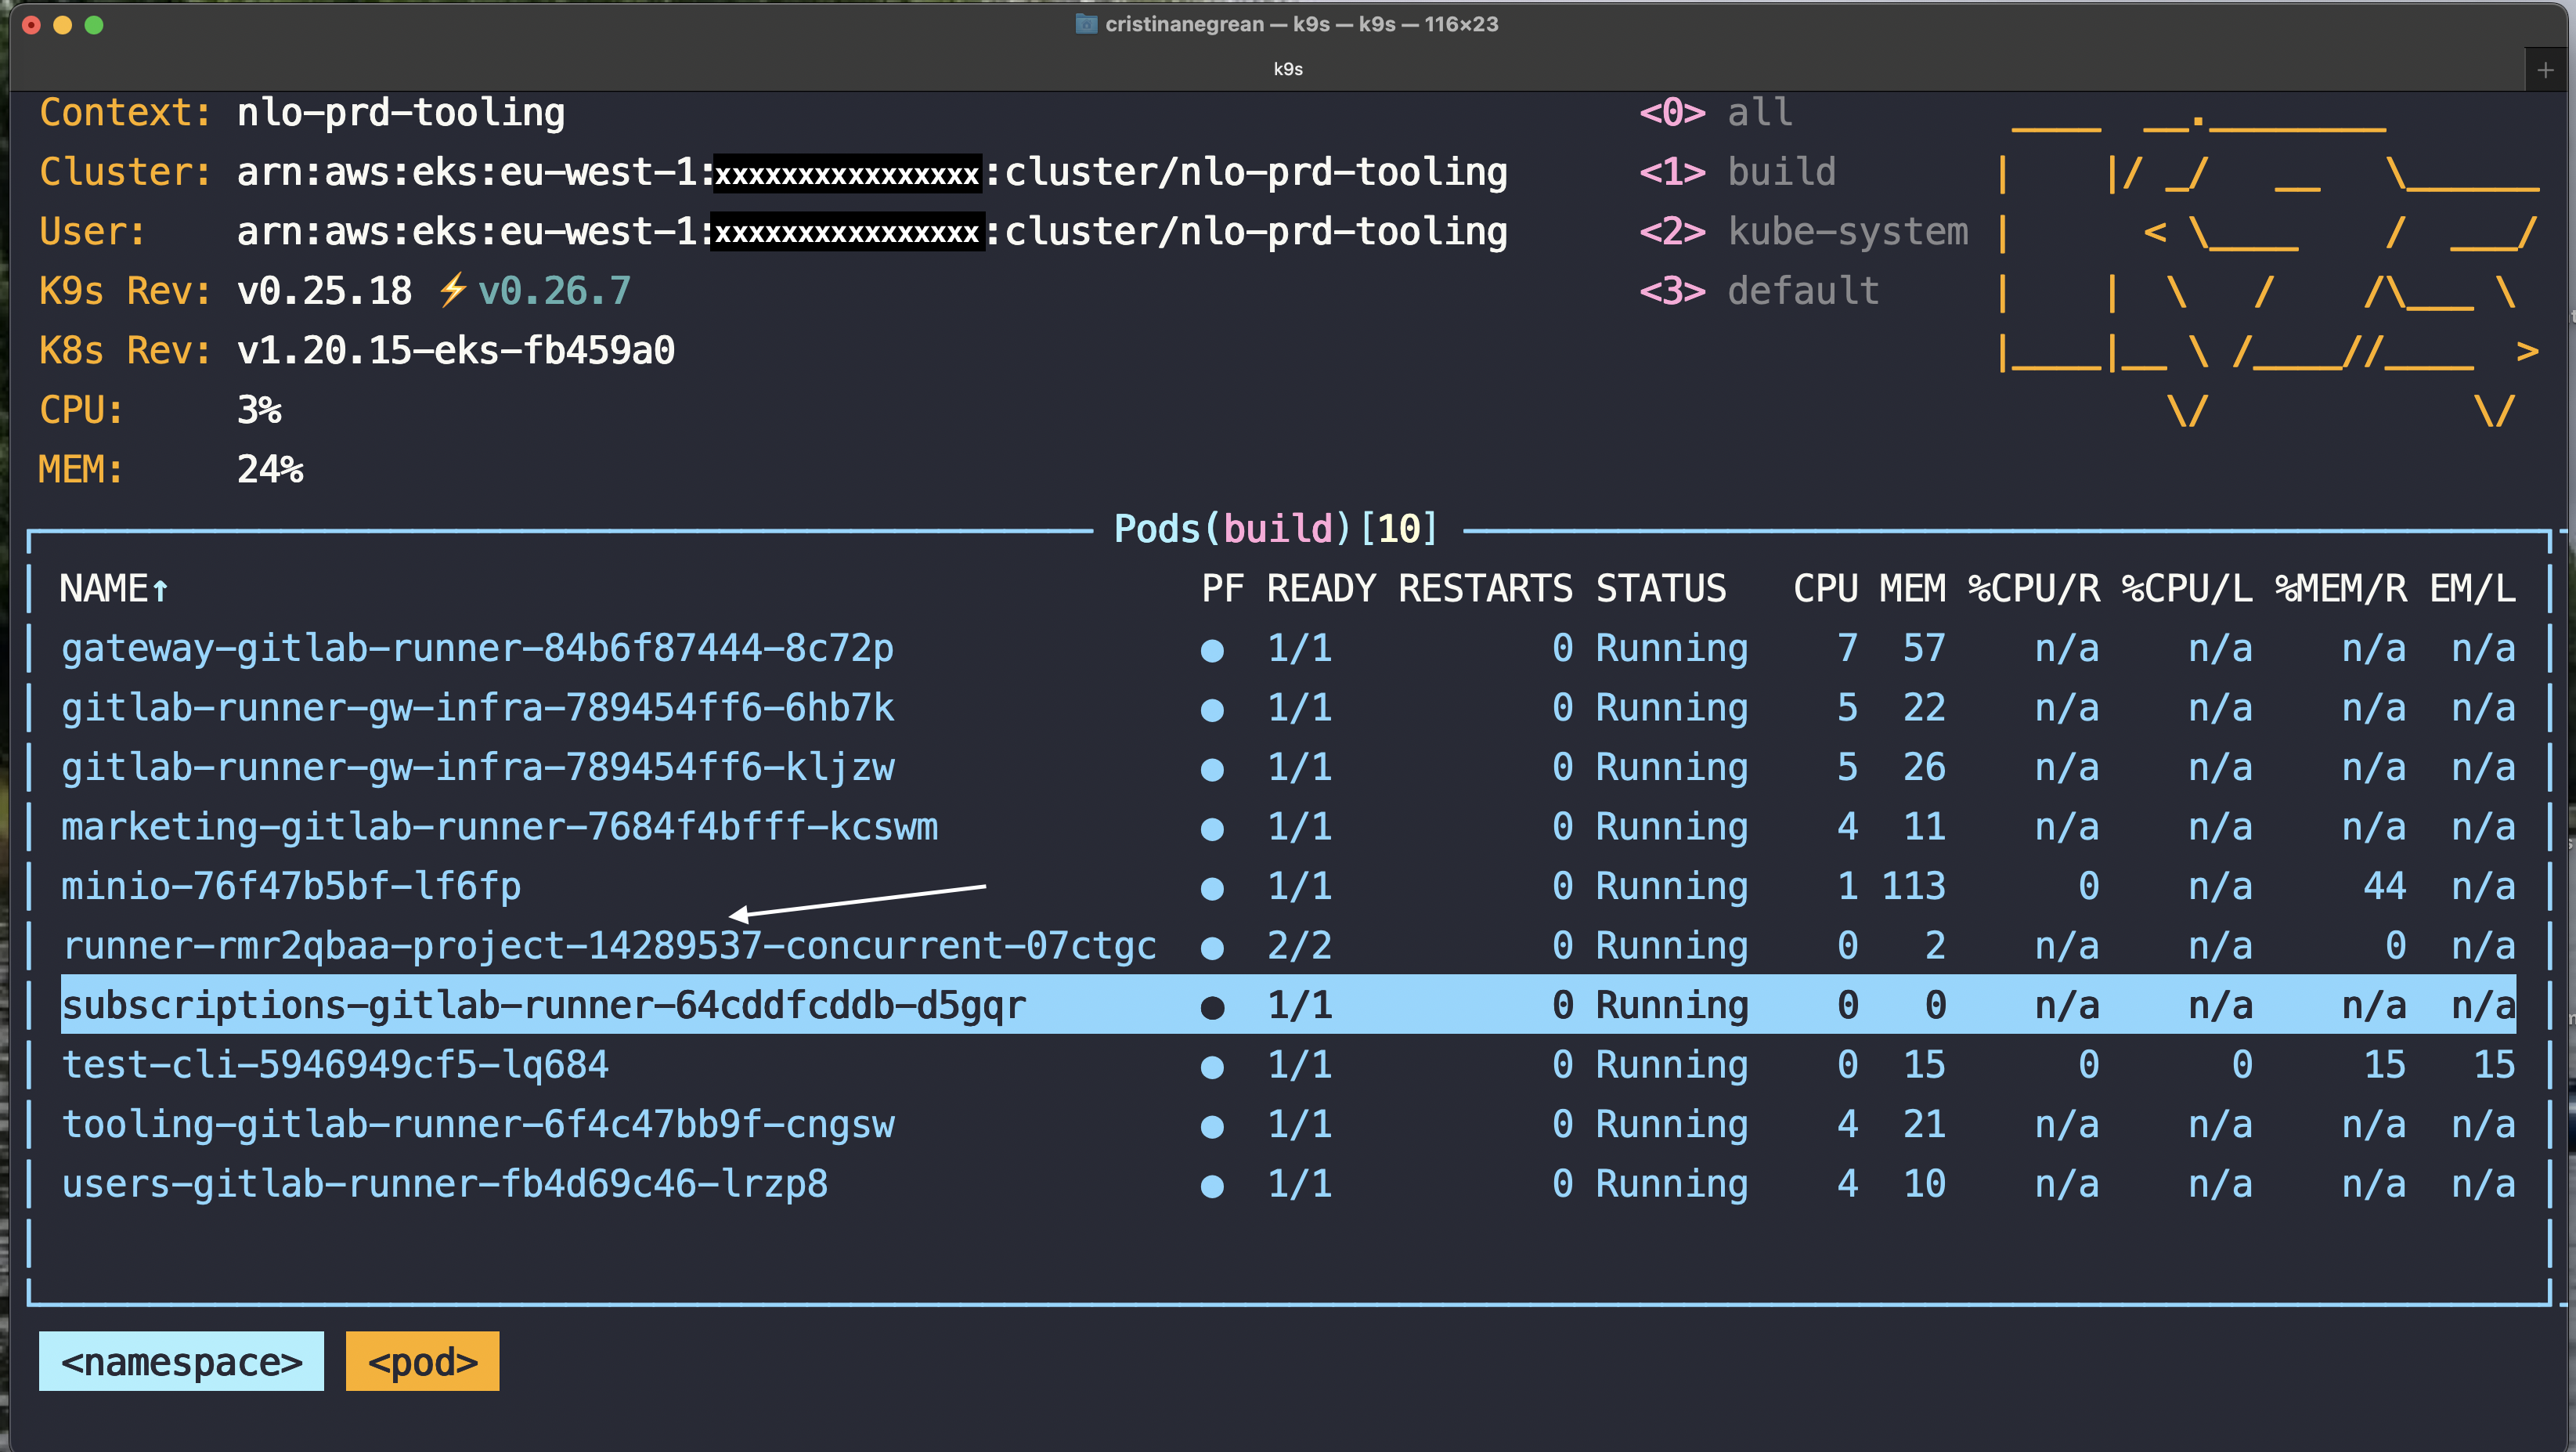 cristinanegrean — k9s — k9s — 116×23
k9s
Context: nlo-prd-tooling <0> all
Cluster: arn:aws:eks:eu-west-1:xxxxxxxxxxxxxxxx:cluster/nlo-prd-tooling <1> build
User: arn:aws:eks:eu-west-1:xxxxxxxxxxxxxxxx:cluster/nlo-prd-tooling <2> kube-system
K9s Rev: v0.25.18 ⚡v0.26.7 <3> default
K8s Rev: v1.20.15-eks-fb459a0
CPU: 3%
MEM: 24%
Pods(build)[10]
NAME↑ PF READY RESTARTS STATUS CPU MEM %CPU/R %CPU/L %MEM/R EM/L
gateway-gitlab-runner-84b6f87444-8c72p ● 1/1 0 Running 7 57 n/a n/a n/a n/a
gitlab-runner-gw-infra-789454ff6-6hb7k ● 1/1 0 Running 5 22 n/a n/a n/a n/a
gitlab-runner-gw-infra-789454ff6-kljzw ● 1/1 0 Running 5 26 n/a n/a n/a n/a
marketing-gitlab-runner-7684f4bfff-kcswm ● 1/1 0 Running 4 11 n/a n/a n/a n/a
minio-76f47b5bf-lf6fp ● 1/1 0 Running 1 113 0 n/a 44 n/a
runner-rmr2qbaa-project-14289537-concurrent-07ctgc ● 2/2 0 Running 0 2 n/a n/a 0 n/a
subscriptions-gitlab-runner-64cddfcddb-d5gqr ● 1/1 0 Running 0 0 n/a n/a n/a n/a
test-cli-5946949cf5-lq684 ● 1/1 0 Running 0 15 0 0 15 15
tooling-gitlab-runner-6f4c47bb9f-cngsw ● 1/1 0 Running 4 21 n/a n/a n/a n/a
users-gitlab-runner-fb4d69c46-lrzp8 ● 1/1 0 Running 4 10 n/a n/a n/a n/a
<namespace> <pod>